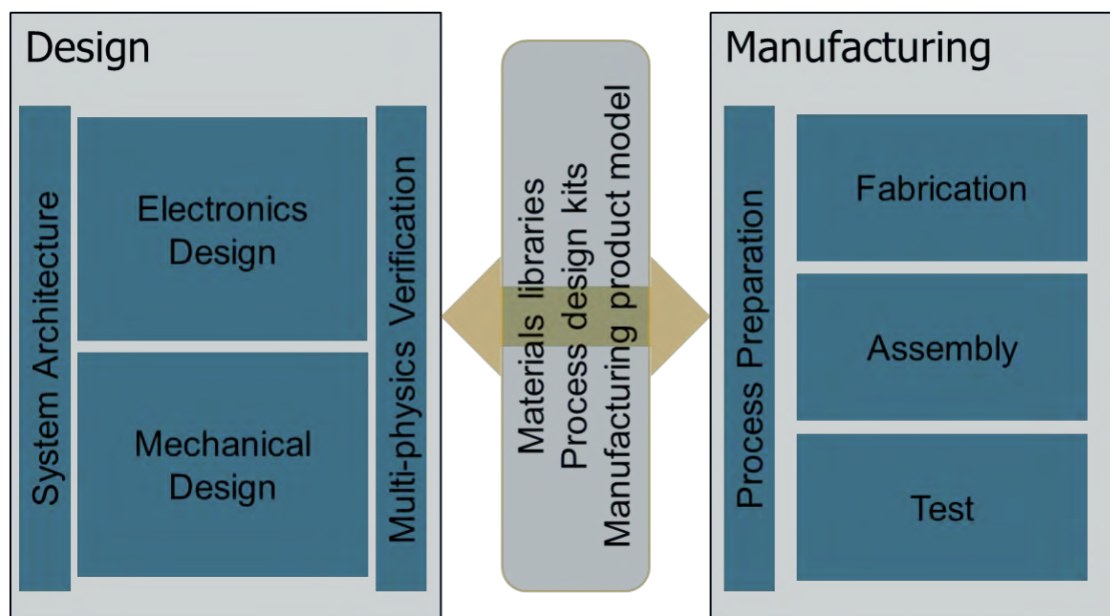 Design
System Architecture
Electronics
Design
Mechanical
Design
Multi-physics Verification
Materials libraries
Process design kits
Manufacturing product model
Manufacturing
Process Preparation
Fabrication
Assembly
Test